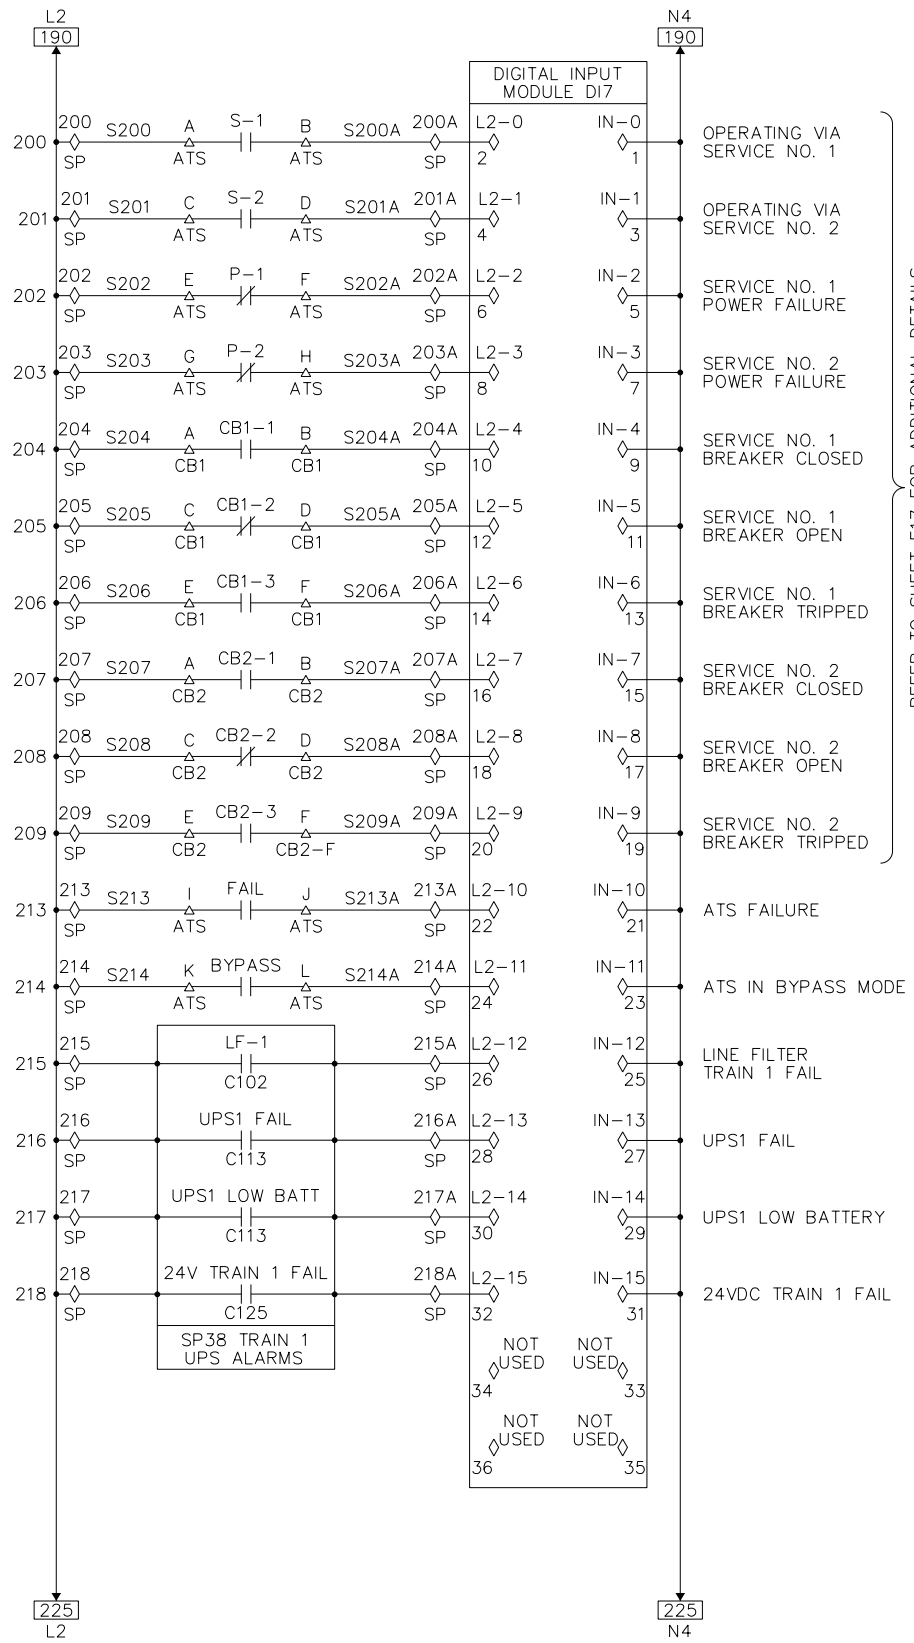 L2
190
N4
190
DIGITAL INPUT
MODULE DI7
200
200
SP
S200
A
ATS
S-1
B
ATS
S200A
200A
SP
L2-0
2
IN-0
1
OPERATING VIA
SERVICE NO. 1
201
201
SP
S201
C
ATS
S-2
D
ATS
S201A
201A
SP
L2-1
4
IN-1
3
OPERATING VIA
SERVICE NO. 2
202
202
SP
S202
E
ATS
P-1
F
ATS
S202A
202A
SP
L2-2
6
IN-2
5
SERVICE NO. 1
POWER FAILURE
203
203
SP
S203
G
ATS
P-2
H
ATS
S203A
203A
SP
L2-3
8
IN-3
7
SERVICE NO. 2
POWER FAILURE
204
204
SP
S204
A
CB1
CB1-1
B
CB1
S204A
204A
SP
L2-4
10
IN-4
9
SERVICE NO. 1
BREAKER CLOSED
205
205
SP
S205
C
CB1
CB1-2
D
CB1
S205A
205A
SP
L2-5
12
IN-5
11
SERVICE NO. 1
BREAKER OPEN
206
206
SP
S206
E
CB1
CB1-3
F
CB1
S206A
206A
SP
L2-6
14
IN-6
13
SERVICE NO. 1
BREAKER TRIPPED
207
207
SP
S207
A
CB2
CB2-1
B
CB2
S207A
207A
SP
L2-7
16
IN-7
15
SERVICE NO. 2
BREAKER CLOSED
208
208
SP
S208
C
CB2
CB2-2
D
CB2
S208A
208A
SP
L2-8
18
IN-8
17
SERVICE NO. 2
BREAKER OPEN
209
209
SP
S209
E
CB2
CB2-3
F
CB2-F
S209A
209A
SP
L2-9
20
IN-9
19
SERVICE NO. 2
BREAKER TRIPPED
213
213
SP
S213
I
ATS
FAIL
J
ATS
S213A
213A
SP
L2-10
22
IN-10
21
ATS FAILURE
214
214
SP
S214
K
ATS
BYPASS
L
ATS
S214A
214A
SP
L2-11
24
IN-11
23
ATS IN BYPASS MODE
215
215
SP
LF-1
C102
215A
SP
L2-12
26
IN-12
25
LINE FILTER
TRAIN 1 FAIL
216
216
SP
UPS1 FAIL
C113
216A
SP
L2-13
28
IN-13
27
UPS1 FAIL
217
217
SP
UPS1 LOW BATT
C113
217A
SP
L2-14
30
IN-14
29
UPS1 LOW BATTERY
218
218
SP
24V TRAIN 1 FAIL
C125
218A
SP
L2-15
32
IN-15
31
24VDC TRAIN 1 FAIL
SP38 TRAIN 1
UPS ALARMS
NOT
USED
34
NOT
USED
33
NOT
USED
36
NOT
USED
35
225
L2
225
N4